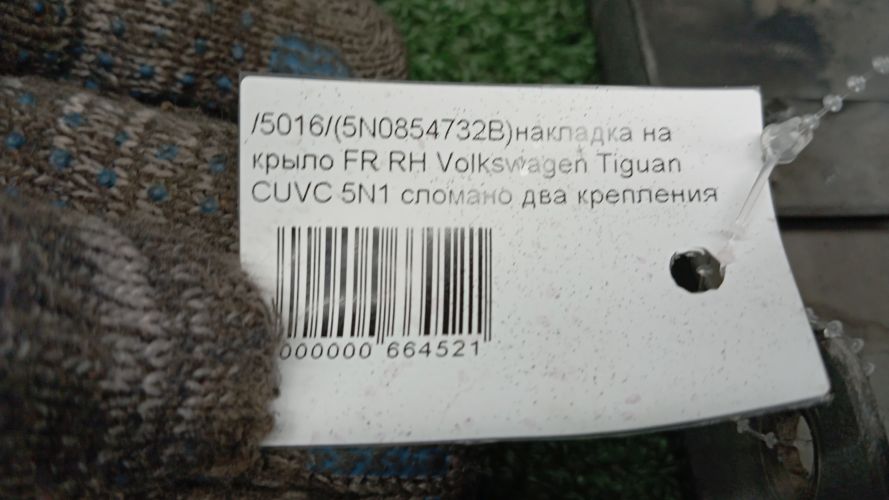 /5016/(5N0854732B)накладка на
крыло FR RH Volkswagen Tiguan
CUVC 5N1 сломано два крепления
000000 664521